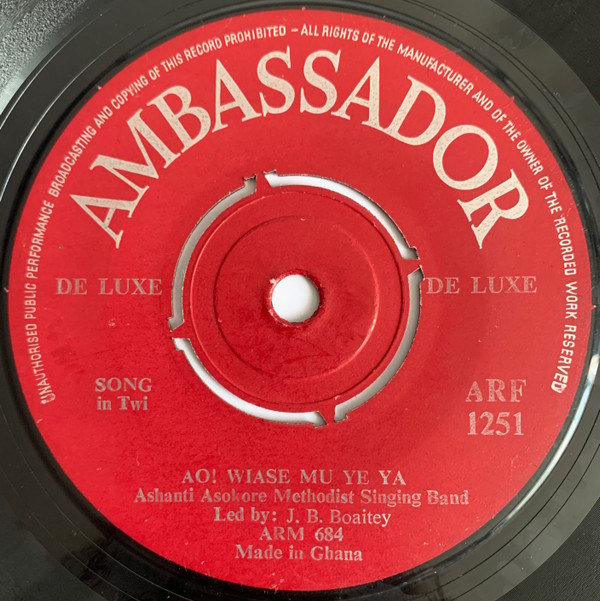 UNAUTHORISED PUBLIC PERFORMANCE BROADCASTING AND COPYING OF THIS RECORD PROHIBITED – ALL RIGHTS OF THE MANUFACTURER AND OF THE OWNER OF THE RECORDED WORK RESERVED
AMBASSADOR
DE LUXE DE LUXE
SONG
in Twi
ARF
1251
AO! WIASE MU YE YA
Ashanti Asokore Methodist Singing Band
Led by: J. B. Boaitey
ARM 684
Made in Ghana